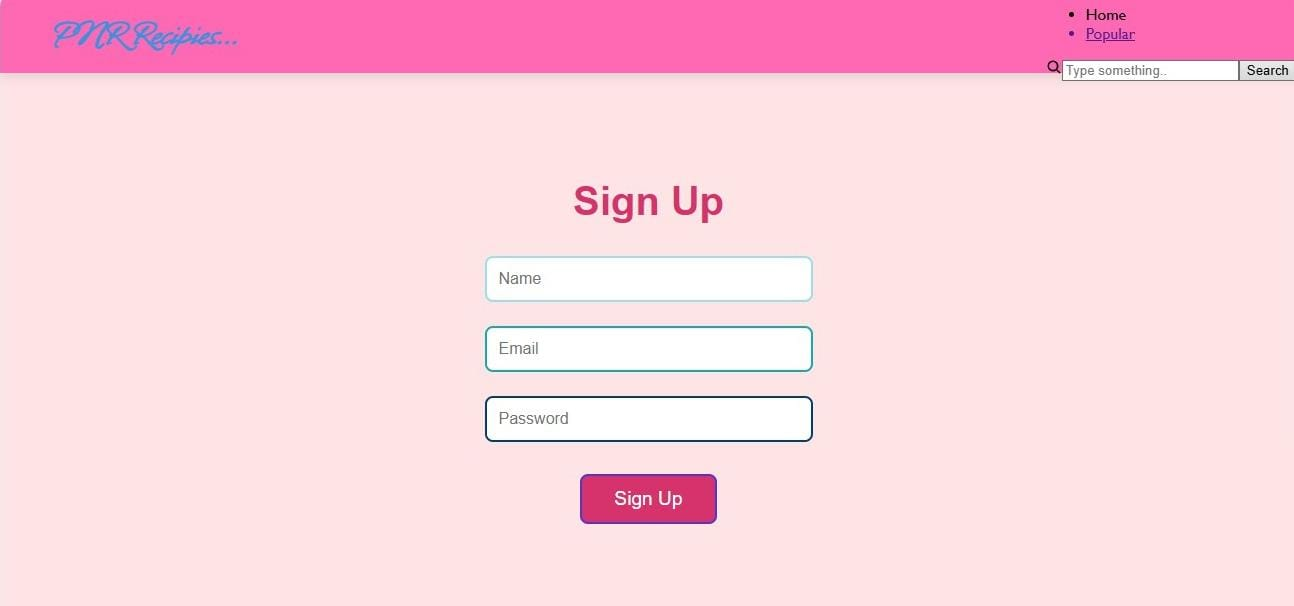 PNR Recipies...
Home
Popular
Type something..
Search
Sign Up
Name
Email
Password
Sign Up